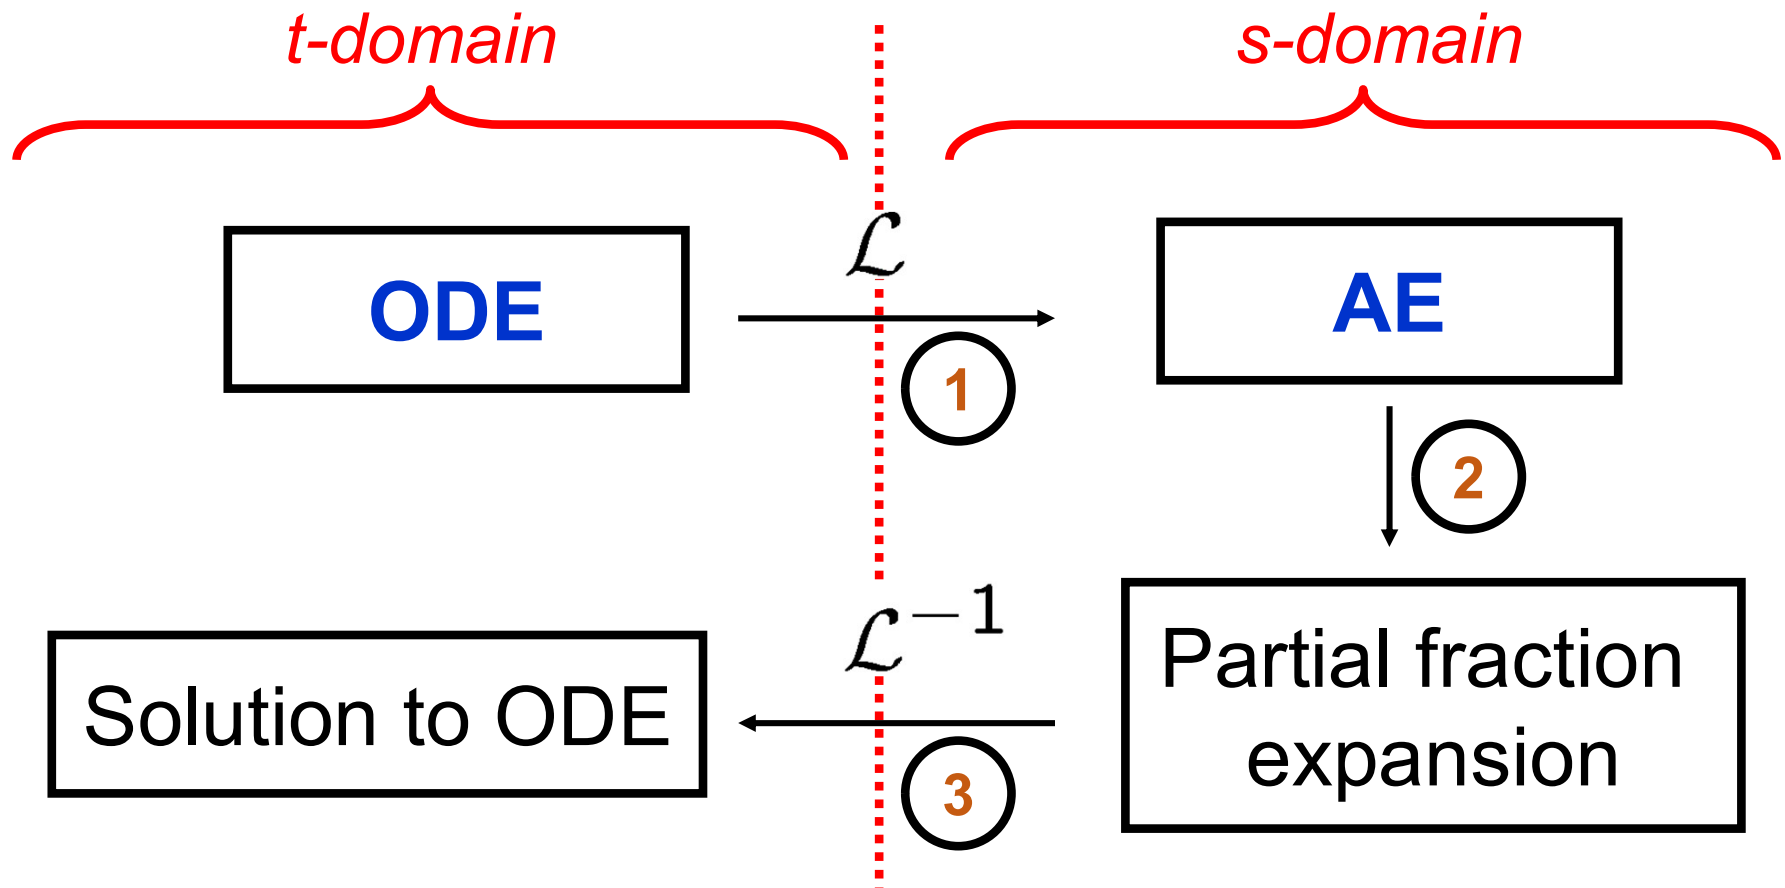 t-domain
s-domain
ODE
ℒ
AE
1
2
ℒ⁻¹
Solution to ODE
Partial fraction
expansion
3